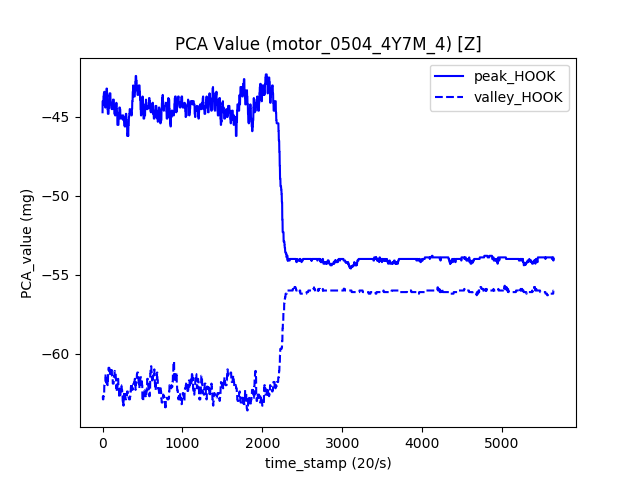 PCA Value (motor_0504_4Y7M_4) [Z]
peak_HOOK
valley_HOOK
−45
−50
−55
−60
PCA_value (mg)
0 1000 2000 3000 4000 5000
time_stamp (20/s)